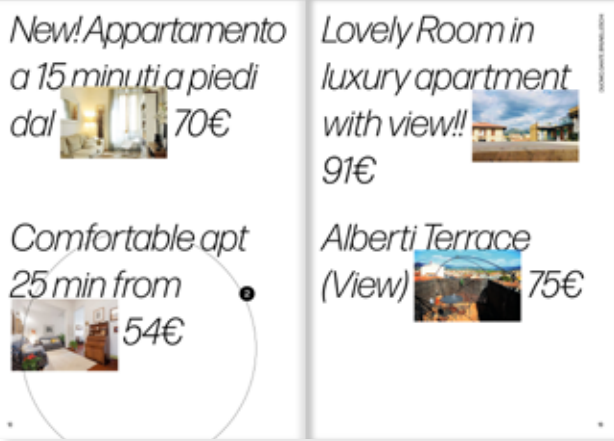 New! Appartamento
a 15 minuti a piedi
dal 70€
Comfortable apt
25 min from
54€
2
Lovely Room in
luxury apartment
with view!!
91€
Alberti Terrace
(View) 75€